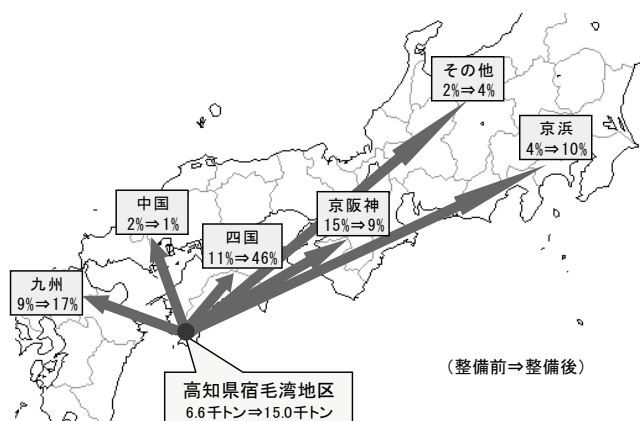 その他
2%⇒4%
京浜
4%⇒10%
中国
2%⇒1%
四国
11%⇒46%
京阪神
15%⇒9%
九州
9%⇒17%
(整備前⇒整備後)
高知県宿毛湾地区
6.6千トン⇒15.0千トン